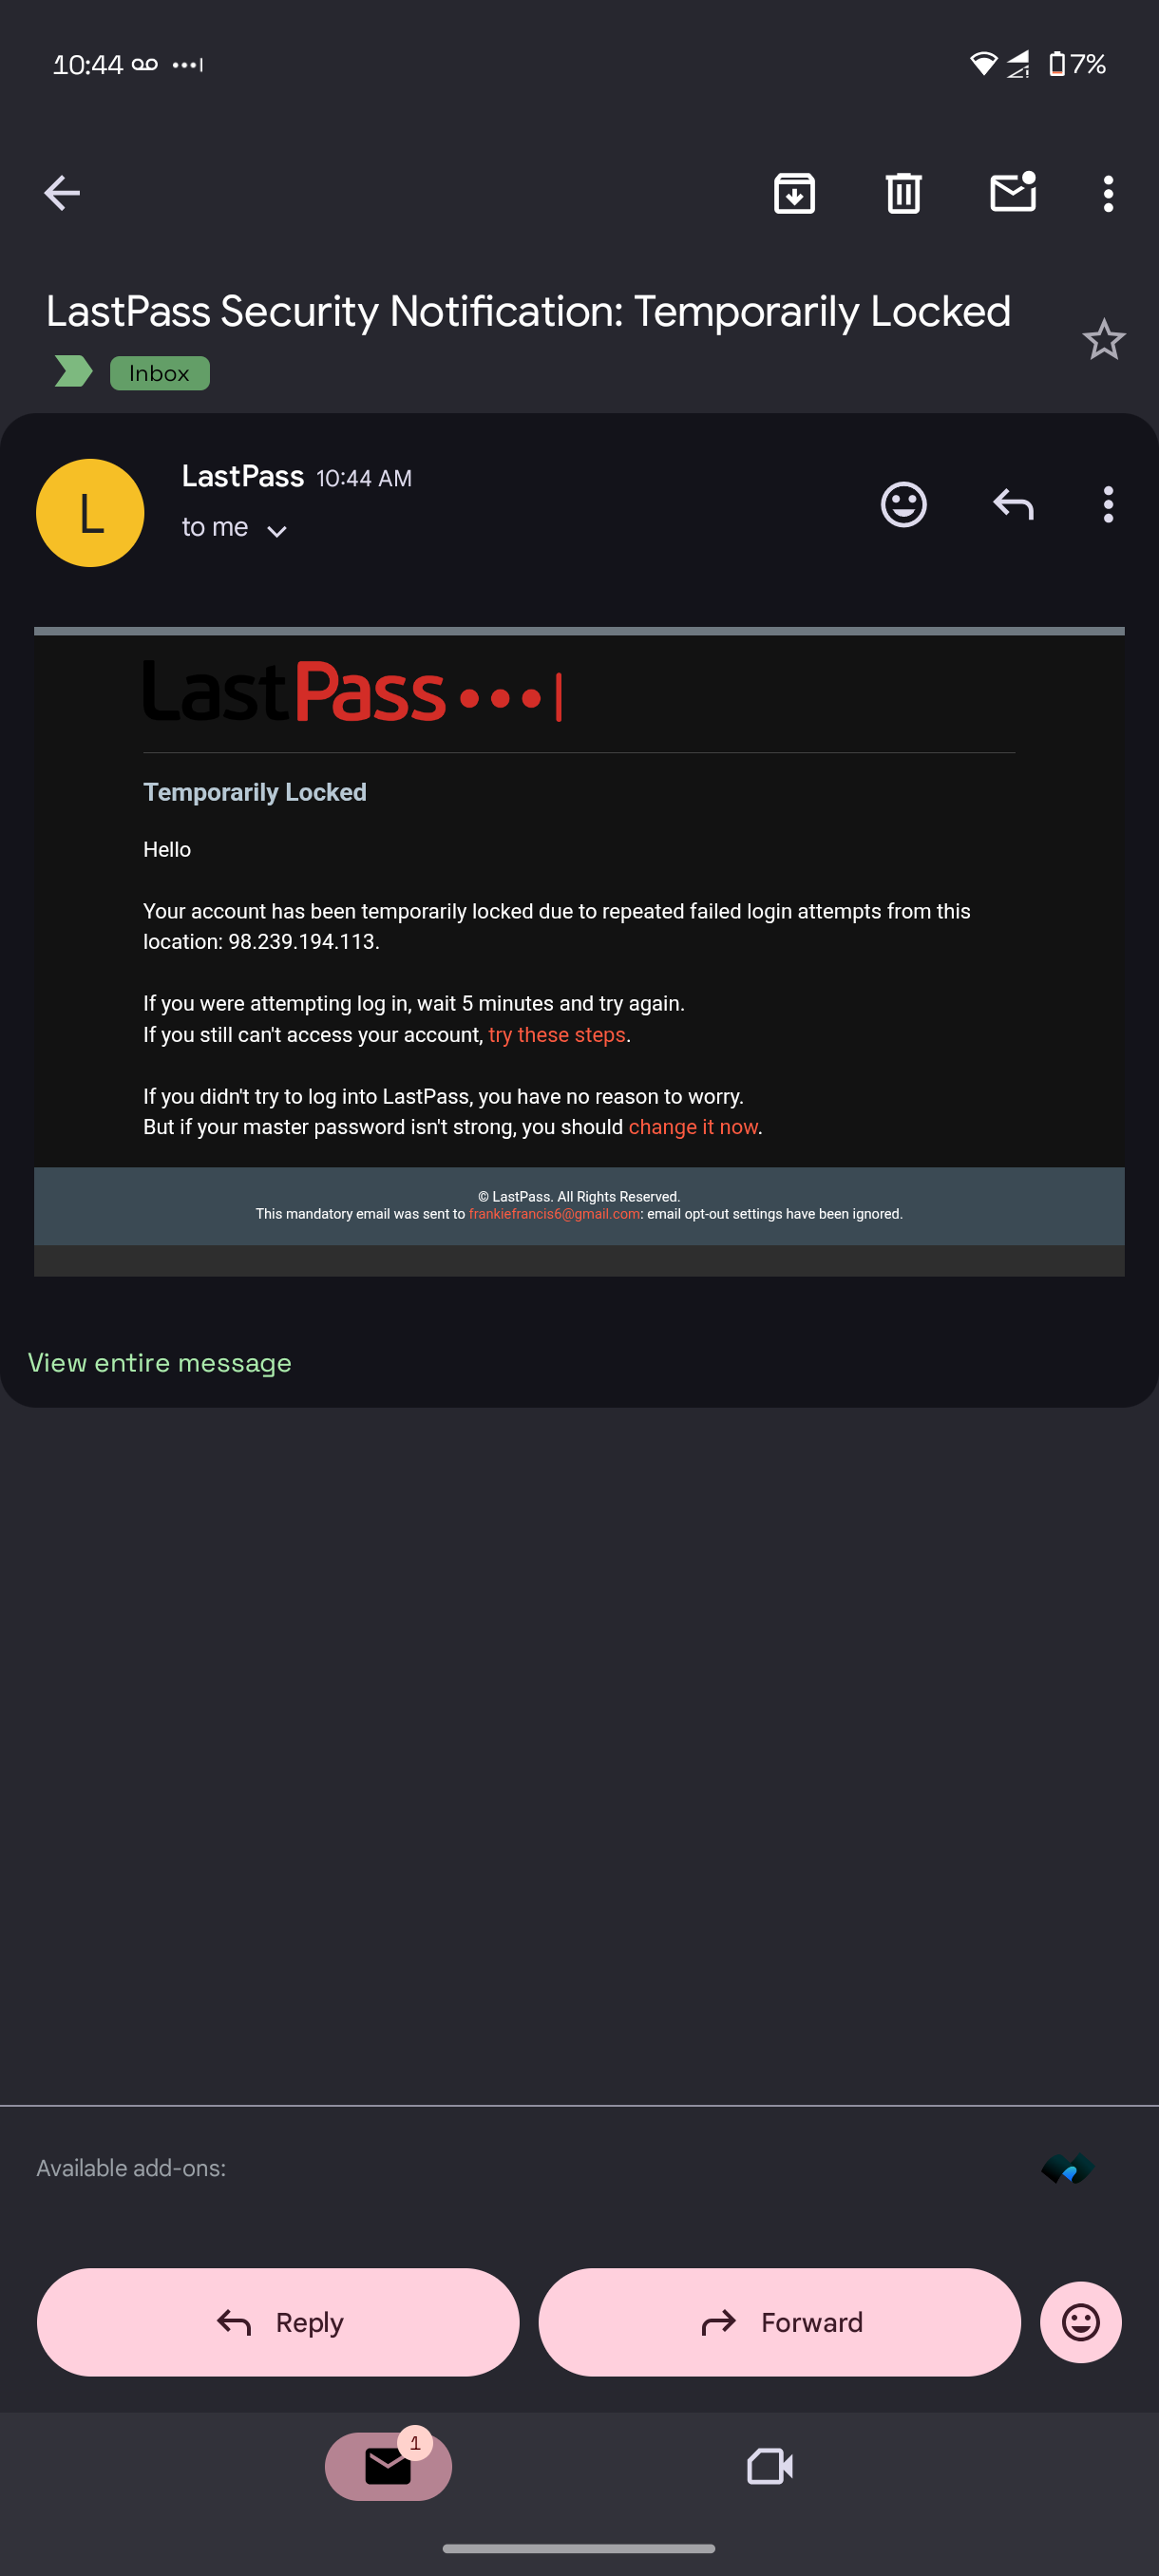 10:44
7%
LastPass Security Notification: Temporarily Locked
Inbox
L
LastPass 10:44 AM
to me
LastPass
Temporarily Locked
Hello
Your account has been temporarily locked due to repeated failed login attempts from this
location: 98.239.194.113.
If you were attempting log in, wait 5 minutes and try again.
If you still can't access your account, try these steps.
If you didn't try to log into LastPass, you have no reason to worry.
But if your master password isn't strong, you should change it now.
© LastPass. All Rights Reserved.
This mandatory email was sent to frankiefrancis6@gmail.com: email opt-out settings have been ignored.
View entire message
Available add-ons:
Reply
Forward
1